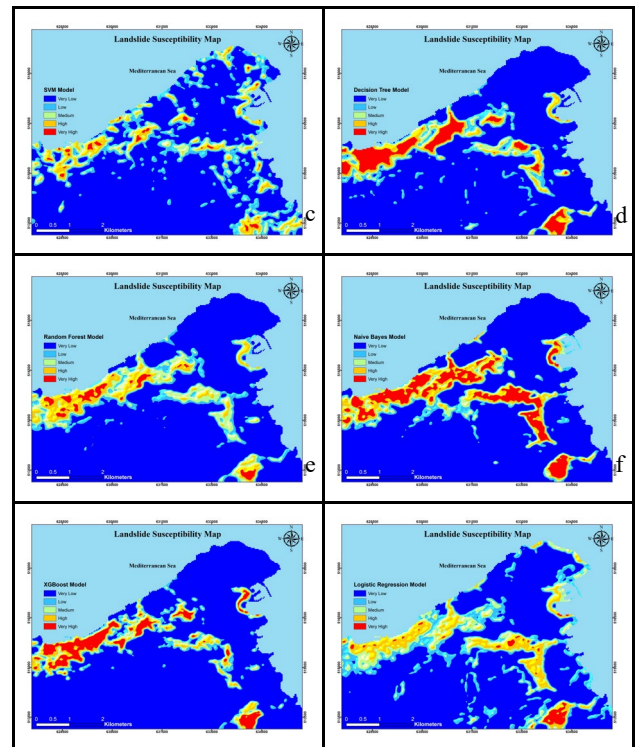 Landslide Susceptibility Map
Mediterranean Sea
SVM Model
Very Low
Low
Medium
High
Very High
0 0.5 1 2
Kilometers
c
Landslide Susceptibility Map
Mediterranean Sea
Decision Tree Model
Very Low
Low
Medium
High
Very High
0 0.5 1 2
Kilometers
d
Landslide Susceptibility Map
Mediterranean Sea
Random Forest Model
Very Low
Low
Medium
High
Very High
0 0.5 1 2
Kilometers
e
Landslide Susceptibility Map
Mediterranean Sea
Naive Bayes Model
Very Low
Low
Medium
High
Very High
0 0.5 1 2
Kilometers
f
Landslide Susceptibility Map
Mediterranean Sea
XGBoost Model
Very Low
Low
Medium
High
Very High
0 0.5 1 2
Kilometers
Landslide Susceptibility Map
Mediterranean Sea
Logistic Regression Model
Very Low
Low
Medium
High
Very High
0 0.5 1 2
Kilometers